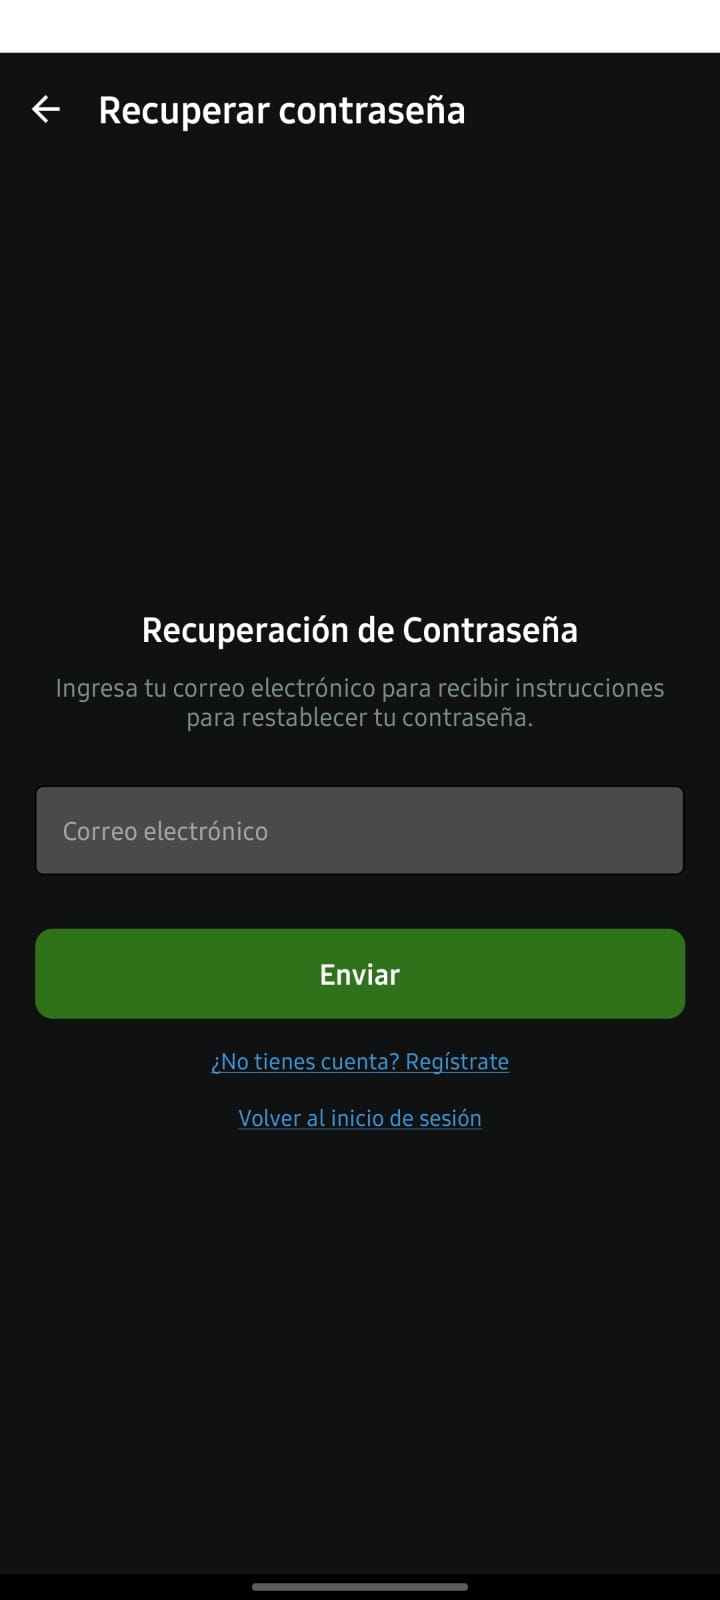 Recuperar contraseña
Recuperación de Contraseña
Ingresa tu correo electrónico para recibir instrucciones
para restablecer tu contraseña.
Correo electrónico
Enviar
¿No tienes cuenta? Regístrate
Volver al inicio de sesión